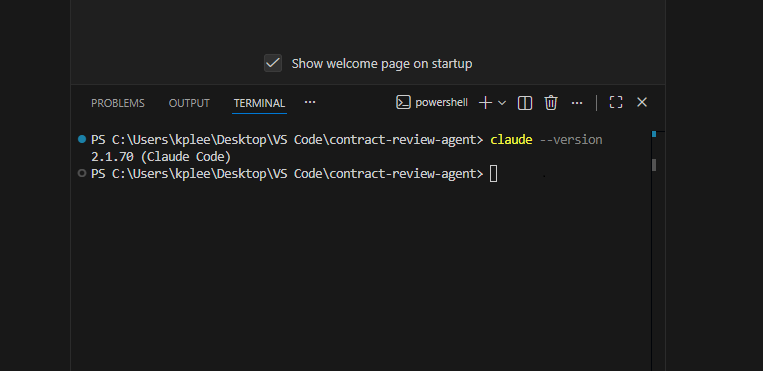 Show welcome page on startup
PROBLEMS OUTPUT TERMINAL ··· powershell ···
PS C:\Users\kplee\Desktop\VS Code\contract-review-agent> claude --version
2.1.70 (Claude Code)
PS C:\Users\kplee\Desktop\VS Code\contract-review-agent>